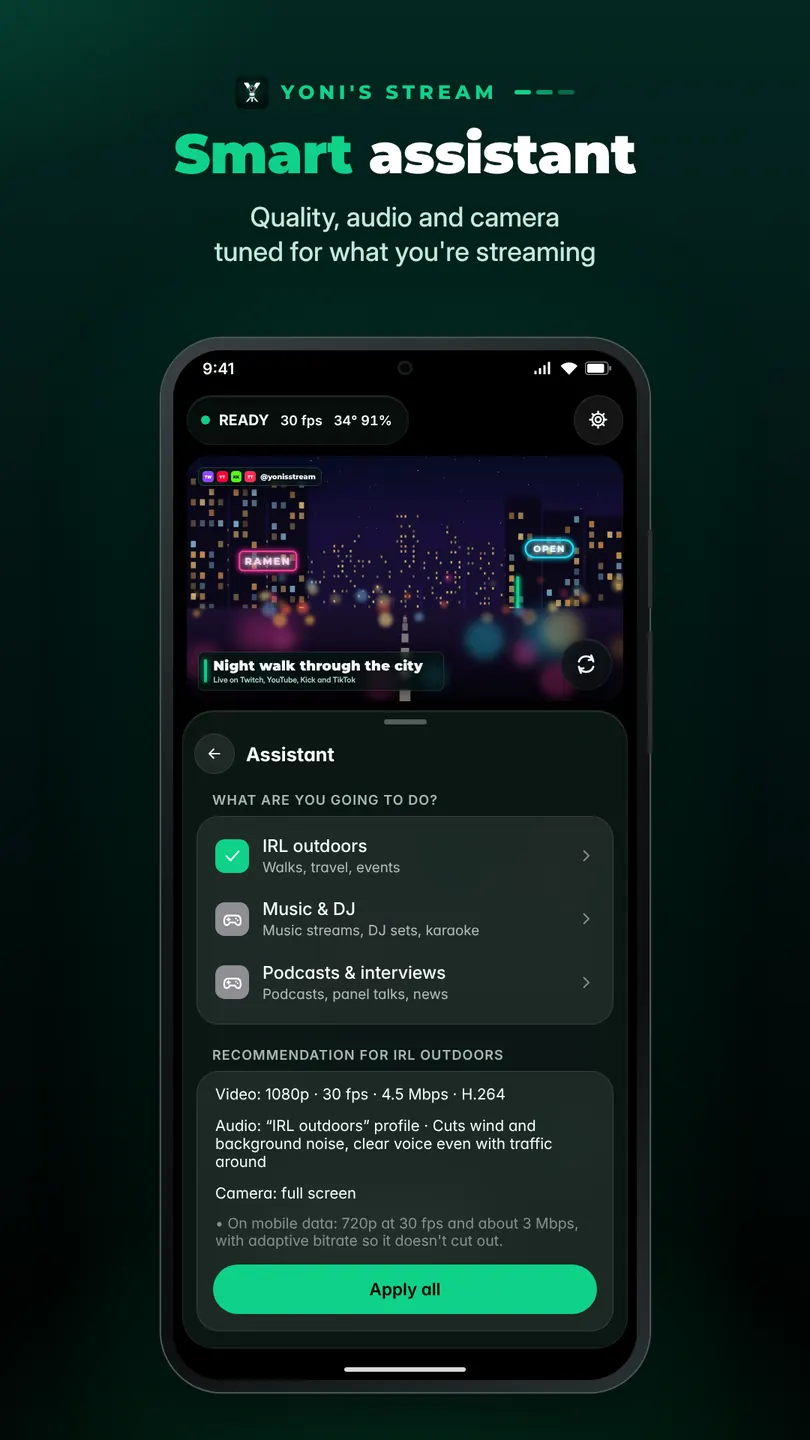 YONI'S STREAM
Smart assistant
Quality, audio and camera
tuned for what you're streaming
9:41
READY 30 fps 34° 91%
TW YT KK TT @yonisstream
RAMEN
OPEN
Night walk through the city
Live on Twitch, YouTube, Kick and TikTok
Assistant
WHAT ARE YOU GOING TO DO?
IRL outdoors
Walks, travel, events
Music & DJ
Music streams, DJ sets, karaoke
Podcasts & interviews
Podcasts, panel talks, news
RECOMMENDATION FOR IRL OUTDOORS
Video: 1080p · 30 fps · 4.5 Mbps · H.264
Audio: “IRL outdoors” profile · Cuts wind and
background noise, clear voice even with traffic
around
Camera: full screen
• On mobile data: 720p at 30 fps and about 3 Mbps,
with adaptive bitrate so it doesn't cut out.
Apply all